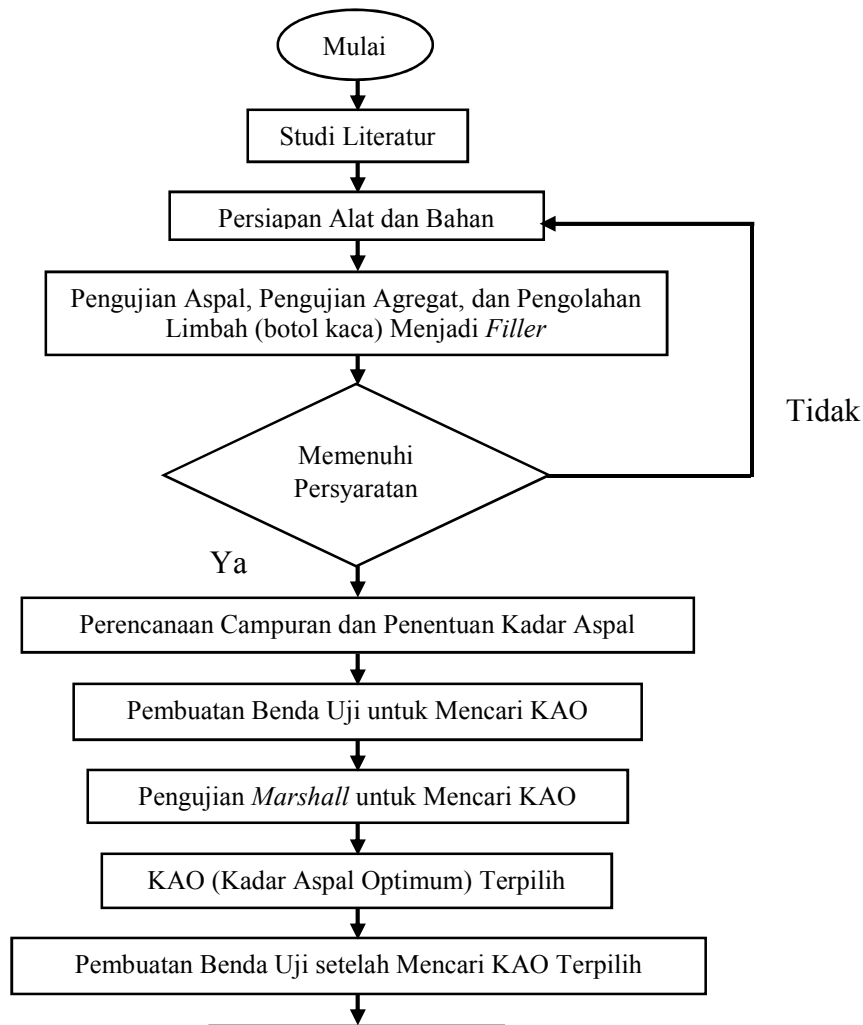 Mulai
Studi Literatur
Persiapan Alat dan Bahan
Pengujian Aspal, Pengujian Agregat, dan Pengolahan
Limbah (botol kaca) Menjadi Filler
Tidak
Memenuhi
Persyaratan
Ya
Perencanaan Campuran dan Penentuan Kadar Aspal
Pembuatan Benda Uji untuk Mencari KAO
Pengujian Marshall untuk Mencari KAO
KAO (Kadar Aspal Optimum) Terpilih
Pembuatan Benda Uji setelah Mencari KAO Terpilih